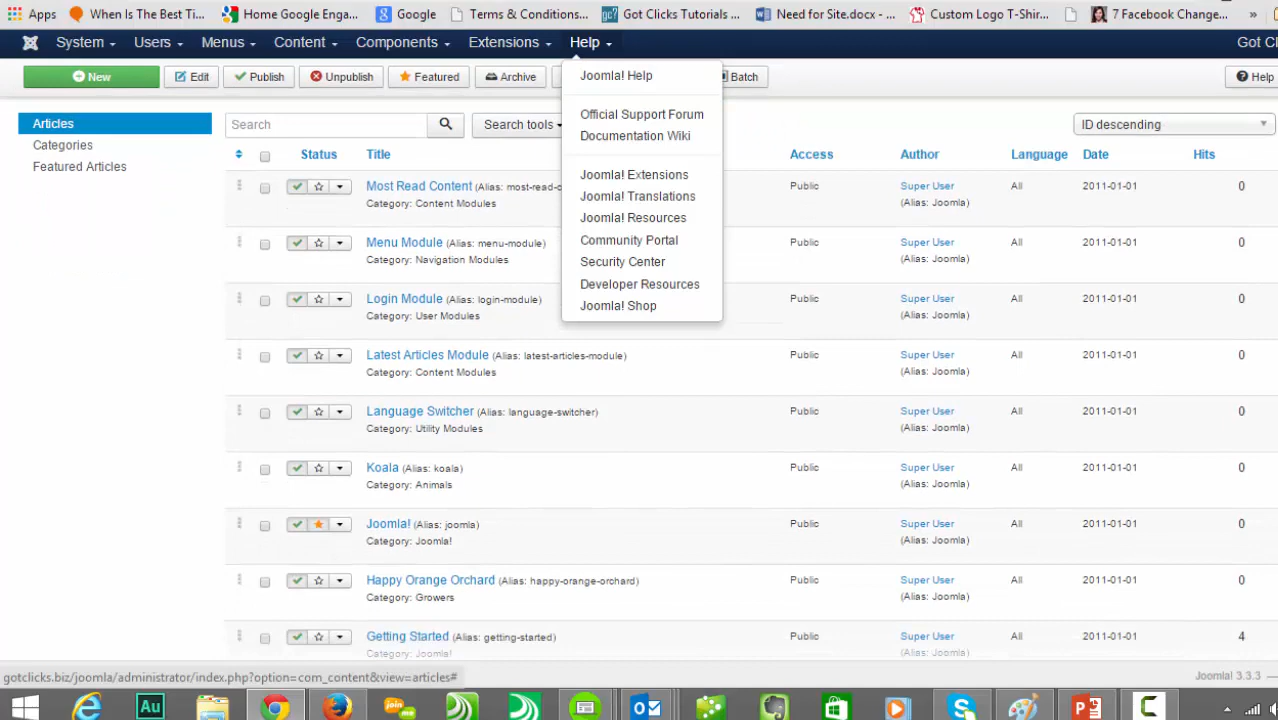 Apps When Is The Best Ti... Home Google Enga... Google Terms & Conditions... Got Clicks Tutorials ... Need for Site.docx - ... Custom Logo T-Shir... 7 Facebook Change... »
System Users Menus Content Components Extensions Help Got Cl
New Edit Publish Unpublish Featured Archive Batch Help
Joomla! Help
Official Support Forum
Documentation Wiki
Joomla! Extensions
Joomla! Translations
Joomla! Resources
Community Portal
Security Center
Developer Resources
Joomla! Shop
Articles
Categories
Featured Articles
Search Search tools ID descending
Status Title Access Author Language Date Hits
Most Read Content (Alias: most-read-c Public Super User All 2011-01-01 0
Category: Content Modules (Alias: Joomla)
Menu Module (Alias: menu-module) Public Super User All 2011-01-01 0
Category: Navigation Modules (Alias: Joomla)
Login Module (Alias: login-module) Public Super User All 2011-01-01 0
Category: User Modules (Alias: Joomla)
Latest Articles Module (Alias: latest-articles-module) Public Super User All 2011-01-01 0
Category: Content Modules (Alias: Joomla)
Language Switcher (Alias: language-switcher) Public Super User All 2011-01-01 0
Category: Utility Modules (Alias: Joomla)
Koala (Alias: koala) Public Super User All 2011-01-01 0
Category: Animals (Alias: Joomla)
Joomla! (Alias: joomla) Public Super User All 2011-01-01 0
Category: Joomla! (Alias: Joomla)
Happy Orange Orchard (Alias: happy-orange-orchard) Public Super User All 2011-01-01 0
Category: Growers (Alias: Joomla)
Getting Started (Alias: getting-started) Public Super User All 2011-01-01 4
Category: Joomla! (Alias: Joomla)
gotclicks.biz/joomla/administrator/index.php?option=com_content&view=articles# Joomla! 3.3.3
Au join me